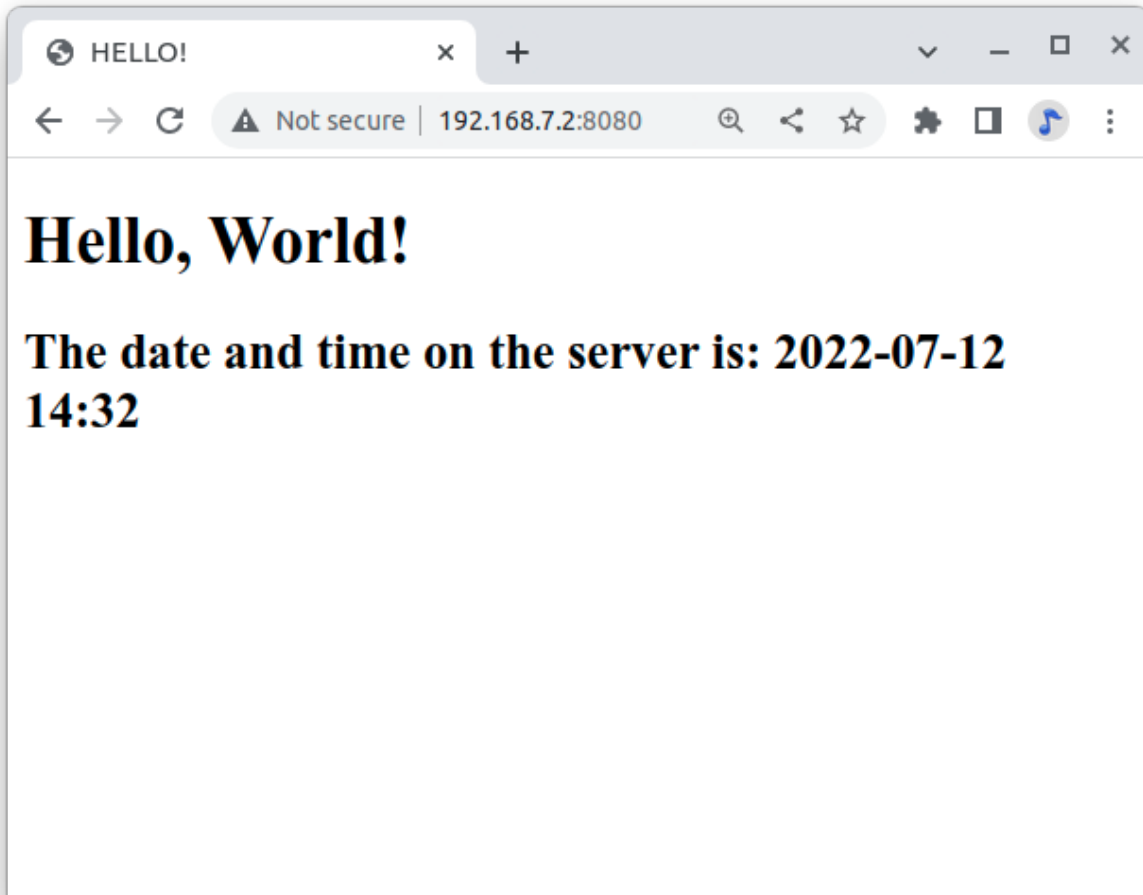 HELLO!
Not secure 192.168.7.2:8080
Hello, World!
The date and time on the server is: 2022-07-12
14:32